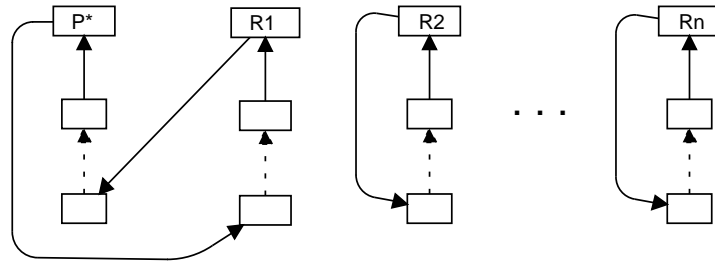 P* R1 R2 Rn
. . .